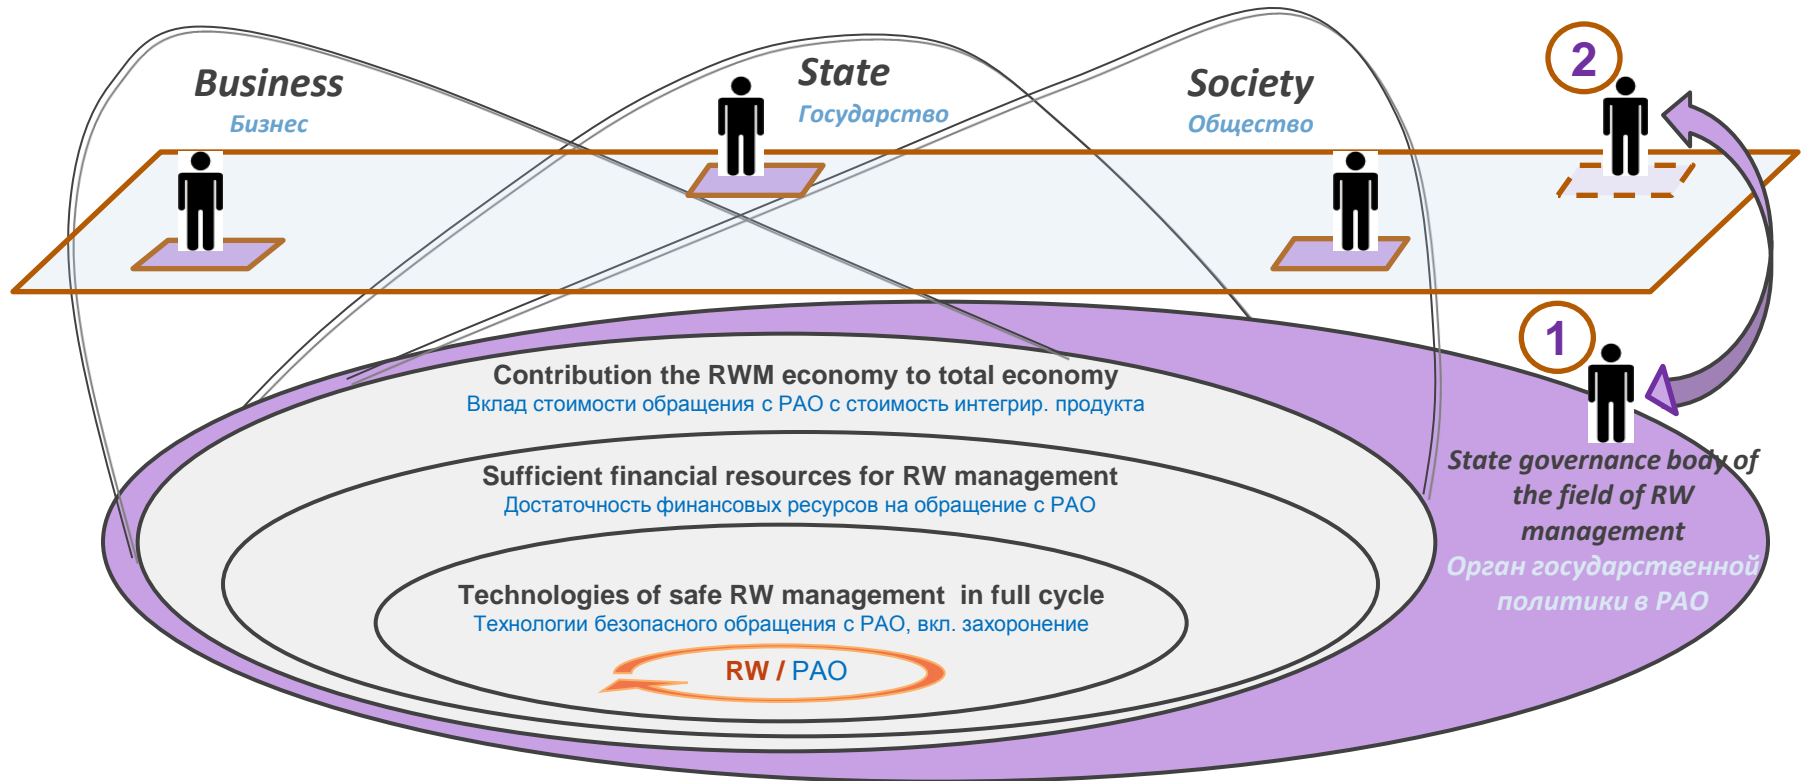 Business
Бизнес
State
Государство
Society
Общество
2
1
Contribution the RWM economy to total economy
Вклад стоимости обращения с РАО с стоимость интегрир. продукта
Sufficient financial resources for RW management
Достаточность финансовых ресурсов на обращение с РАО
State governance body of
the field of RW
management
Орган государственной
политики в РАО
Technologies of safe RW management in full cycle
Технологии безопасного обращения с РАО, вкл. захоронение
RW / РАО